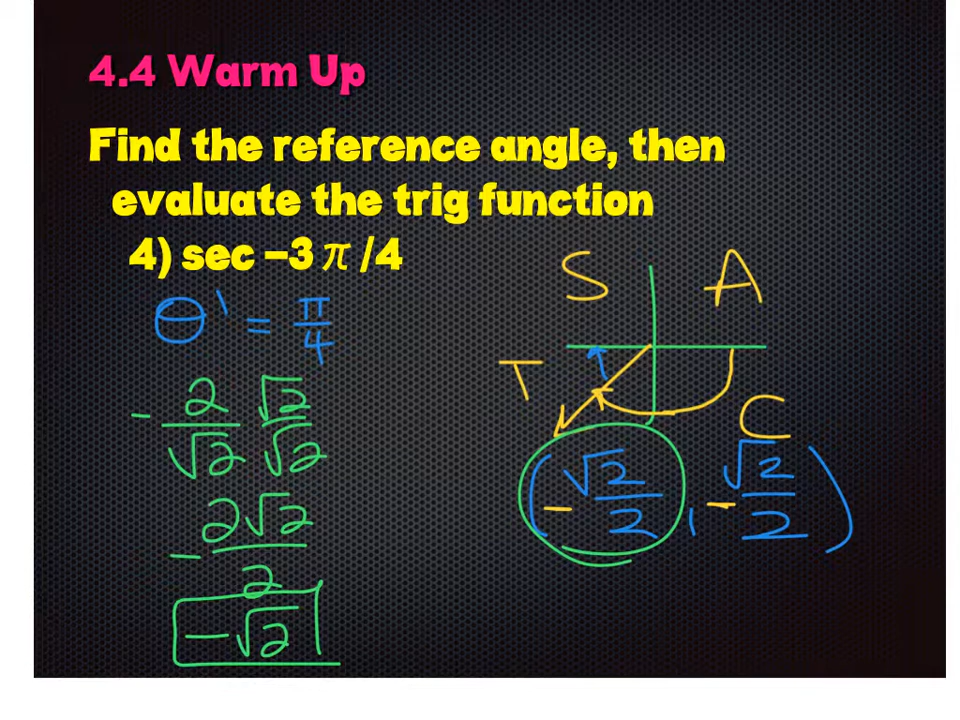 4.4 Warm Up
Find the reference angle, then
evaluate the trig function
4) sec -3 π /4
θ' = π/4
S A
T C
- 2/√2 √2/√2
(-√2/2, -√2/2)
- 2√2/2
-√2